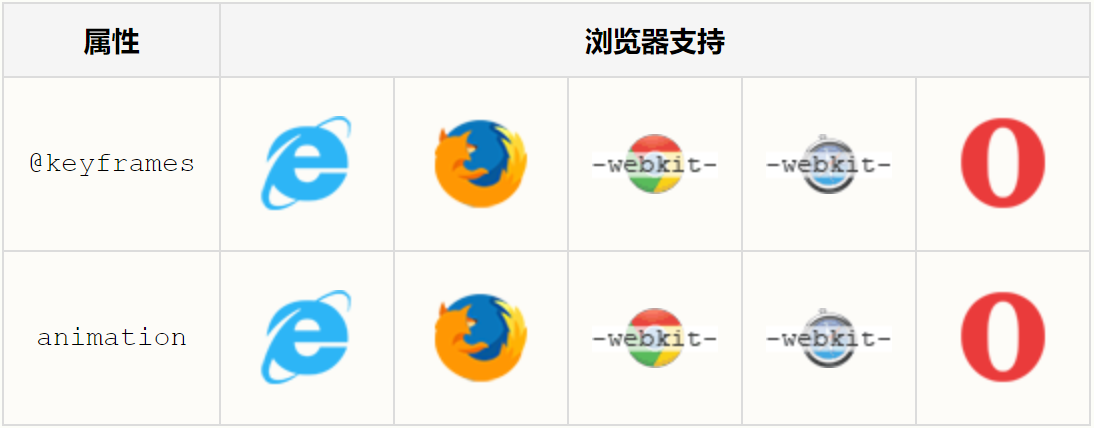 属性 浏览器支持
@keyframes -webkit- -webkit-
animation -webkit- -webkit-